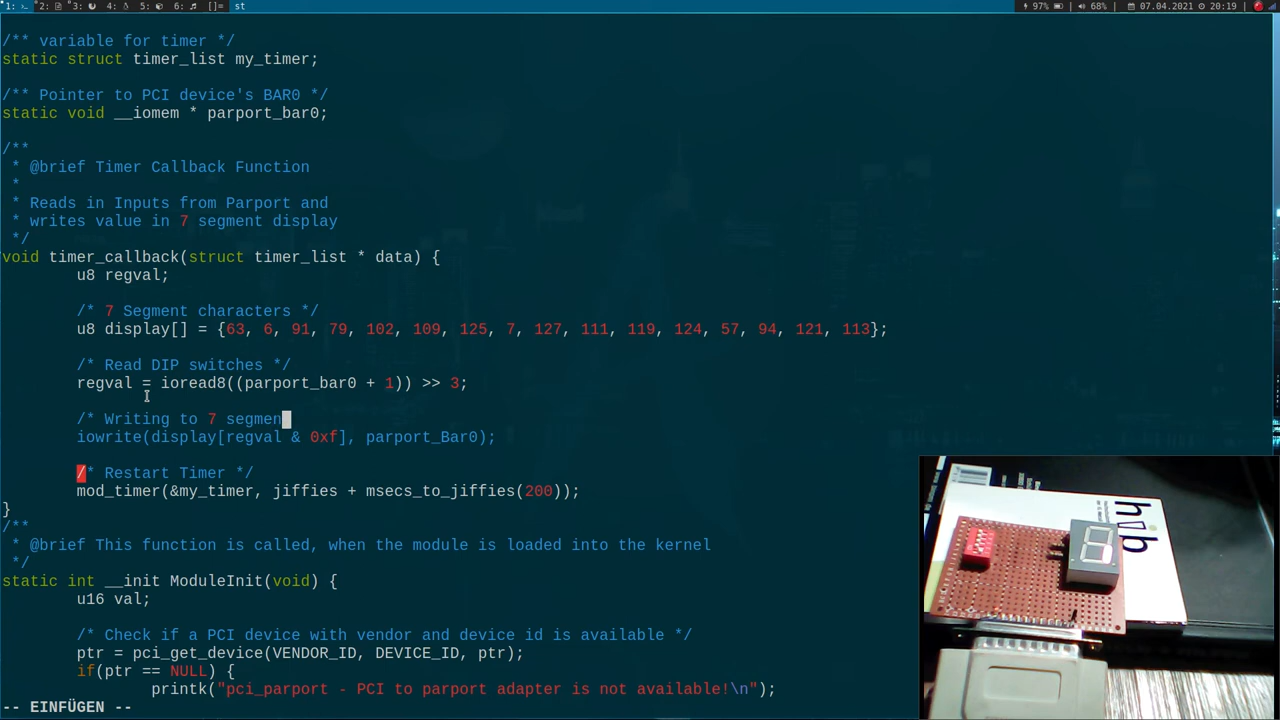 1: 2: 3: 4: 5: 6: []= st 97% 68% 07.04.2021 20:19
/** variable for timer */
static struct timer_list my_timer;
/** Pointer to PCI device's BAR0 */
static void __iomem * parport_bar0;
/**
 * @brief Timer Callback Function
 *
 * Reads in Inputs from Parport and
 * writes value in 7 segment display
 */
void timer_callback(struct timer_list * data) {
        u8 regval;
        /* 7 Segment characters */
        u8 display[] = {63, 6, 91, 79, 102, 109, 125, 7, 127, 111, 119, 124, 57, 94, 121, 113};
        /* Read DIP switches */
        regval = ioread8((parport_bar0 + 1)) >> 3;
        /* Writing to 7 segmen
        iowrite(display[regval & 0xf], parport_Bar0);
        /* Restart Timer */
        mod_timer(&my_timer, jiffies + msecs_to_jiffies(200));
}
/**
 * @brief This function is called, when the module is loaded into the kernel
 */
static int __init ModuleInit(void) {
        u16 val;
        /* Check if a PCI device with vendor and device id is available */
        ptr = pci_get_device(VENDOR_ID, DEVICE_ID, ptr);
        if(ptr == NULL) {
                printk("pci_parport - PCI to parport adapter is not available!\n");
-- EINFÜGEN --